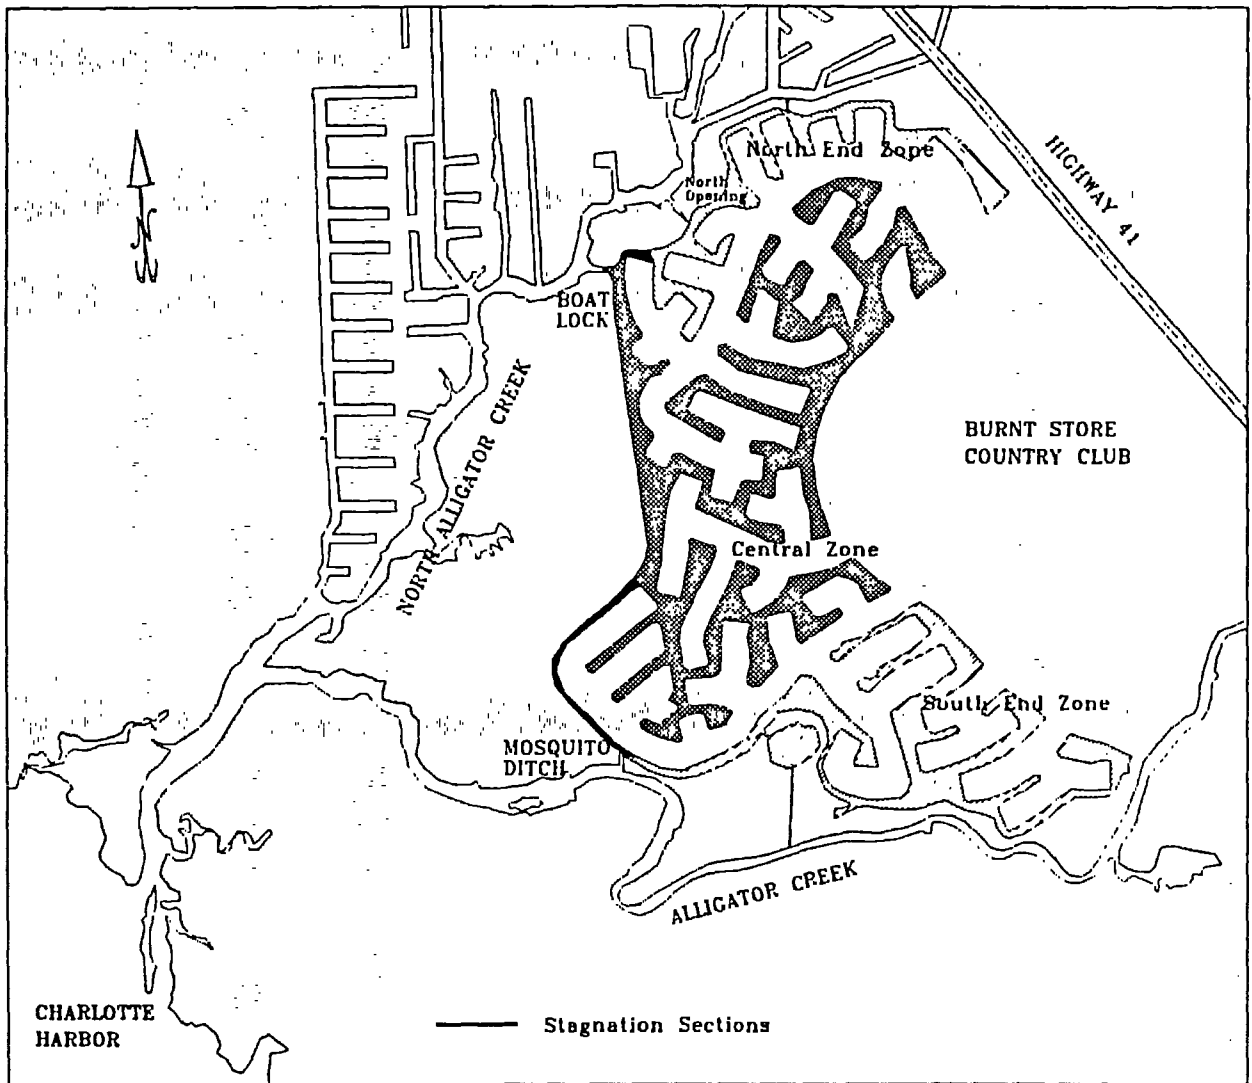 North End Zone
HIGHWAY 41
North
Opening
N
BOAT
LOCK
NORTH ALLIGATOR CREEK
BURNT STORE
COUNTRY CLUB
Central Zone
South End Zone
MOSQUITO
DITCH
ALLIGATOR CREEK
CHARLOTTE
HARBOR
Stagnation Sections